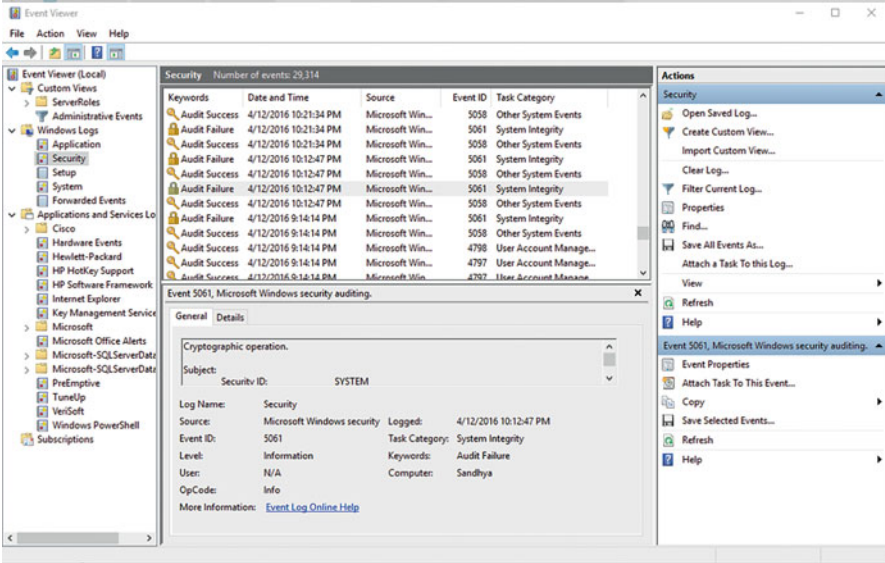 Event Viewer
File Action View Help
Event Viewer (Local)
Custom Views
ServerRoles
Administrative Events
Windows Logs
Application
Security
Setup
System
Forwarded Events
Applications and Services Lo
Cisco
Hardware Events
Hewlett-Packard
HP HotKey Support
HP Software Framework
Internet Explorer
Key Management Service
Microsoft
Microsoft Office Alerts
Microsoft-SQLServerData
Microsoft-SQLServerData
PreEmptive
TuneUp
VeriSoft
Windows PowerShell
Subscriptions
Security Number of events: 29,314
Keywords Date and Time Source Event ID Task Category
Audit Success 4/12/2016 10:21:34 PM Microsoft Win... 5058 Other System Events
Audit Failure 4/12/2016 10:21:34 PM Microsoft Win... 5061 System Integrity
Audit Success 4/12/2016 10:21:34 PM Microsoft Win... 5058 Other System Events
Audit Failure 4/12/2016 10:12:47 PM Microsoft Win... 5061 System Integrity
Audit Success 4/12/2016 10:12:47 PM Microsoft Win... 5058 Other System Events
Audit Failure 4/12/2016 10:12:47 PM Microsoft Win... 5061 System Integrity
Audit Success 4/12/2016 10:12:47 PM Microsoft Win... 5058 Other System Events
Audit Failure 4/12/2016 9:14:14 PM Microsoft Win... 5061 System Integrity
Audit Success 4/12/2016 9:14:14 PM Microsoft Win... 5058 Other System Events
Audit Success 4/12/2016 9:14:14 PM Microsoft Win... 4798 User Account Manage...
Audit Success 4/12/2016 9:14:14 PM Microsoft Win... 4797 User Account Manage...
Audit Success 4/12/2016 9:14:14 PM Microsoft Win... 4797 User Account Manage...
Event 5061, Microsoft Windows security auditing.
General Details
Cryptographic operation.
Subject:
Security ID: SYSTEM
Log Name: Security
Source: Microsoft Windows security Logged: 4/12/2016 10:12:47 PM
Event ID: 5061 Task Category: System Integrity
Level: Information Keywords: Audit Failure
User: N/A Computer: Sandhya
OpCode: Info
More Information: Event Log Online Help
Actions
Security
Open Saved Log...
Create Custom View...
Import Custom View...
Clear Log...
Filter Current Log...
Properties
Find...
Save All Events As...
Attach a Task To this Log...
View
Refresh
Help
Event 5061, Microsoft Windows security auditing.
Event Properties
Attach Task To This Event...
Copy
Save Selected Events...
Refresh
Help